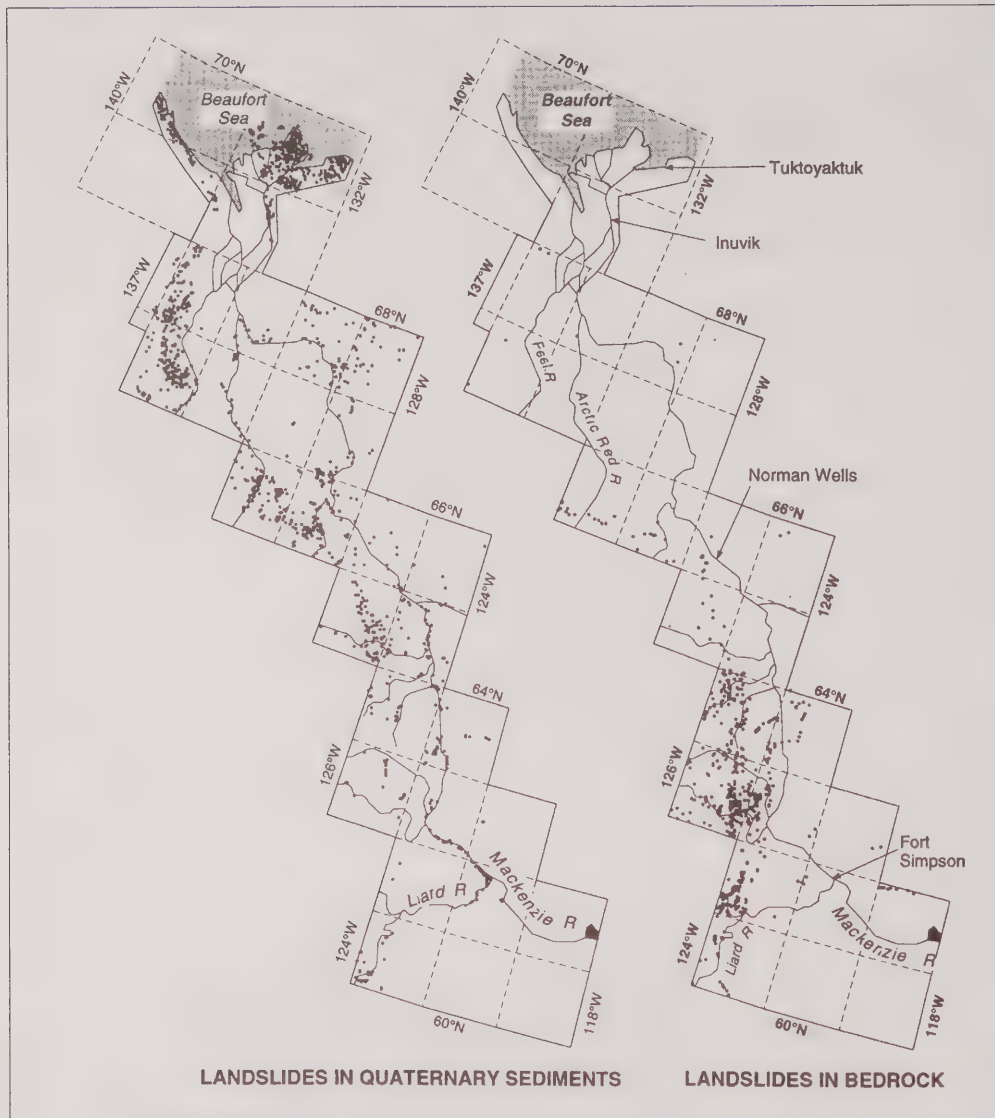 70°N
140°W
Beaufort
Sea
132°W
137°W
68°N
128°W
66°N
124°W
64°N
126°W
Mackenzie R
Liard R
124°W
60°N
118°W
LANDSLIDES IN QUATERNARY SEDIMENTS
70°N
140°W
Beaufort
Sea
Tuktoyaktuk
132°W
Inuvik
137°W
68°N
Peel R
Arctic Red R
128°W
Norman Wells
66°N
124°W
64°N
126°W
Fort
Simpson
Mackenzie R
Liard R
124°W
60°N
118°W
LANDSLIDES IN BEDROCK